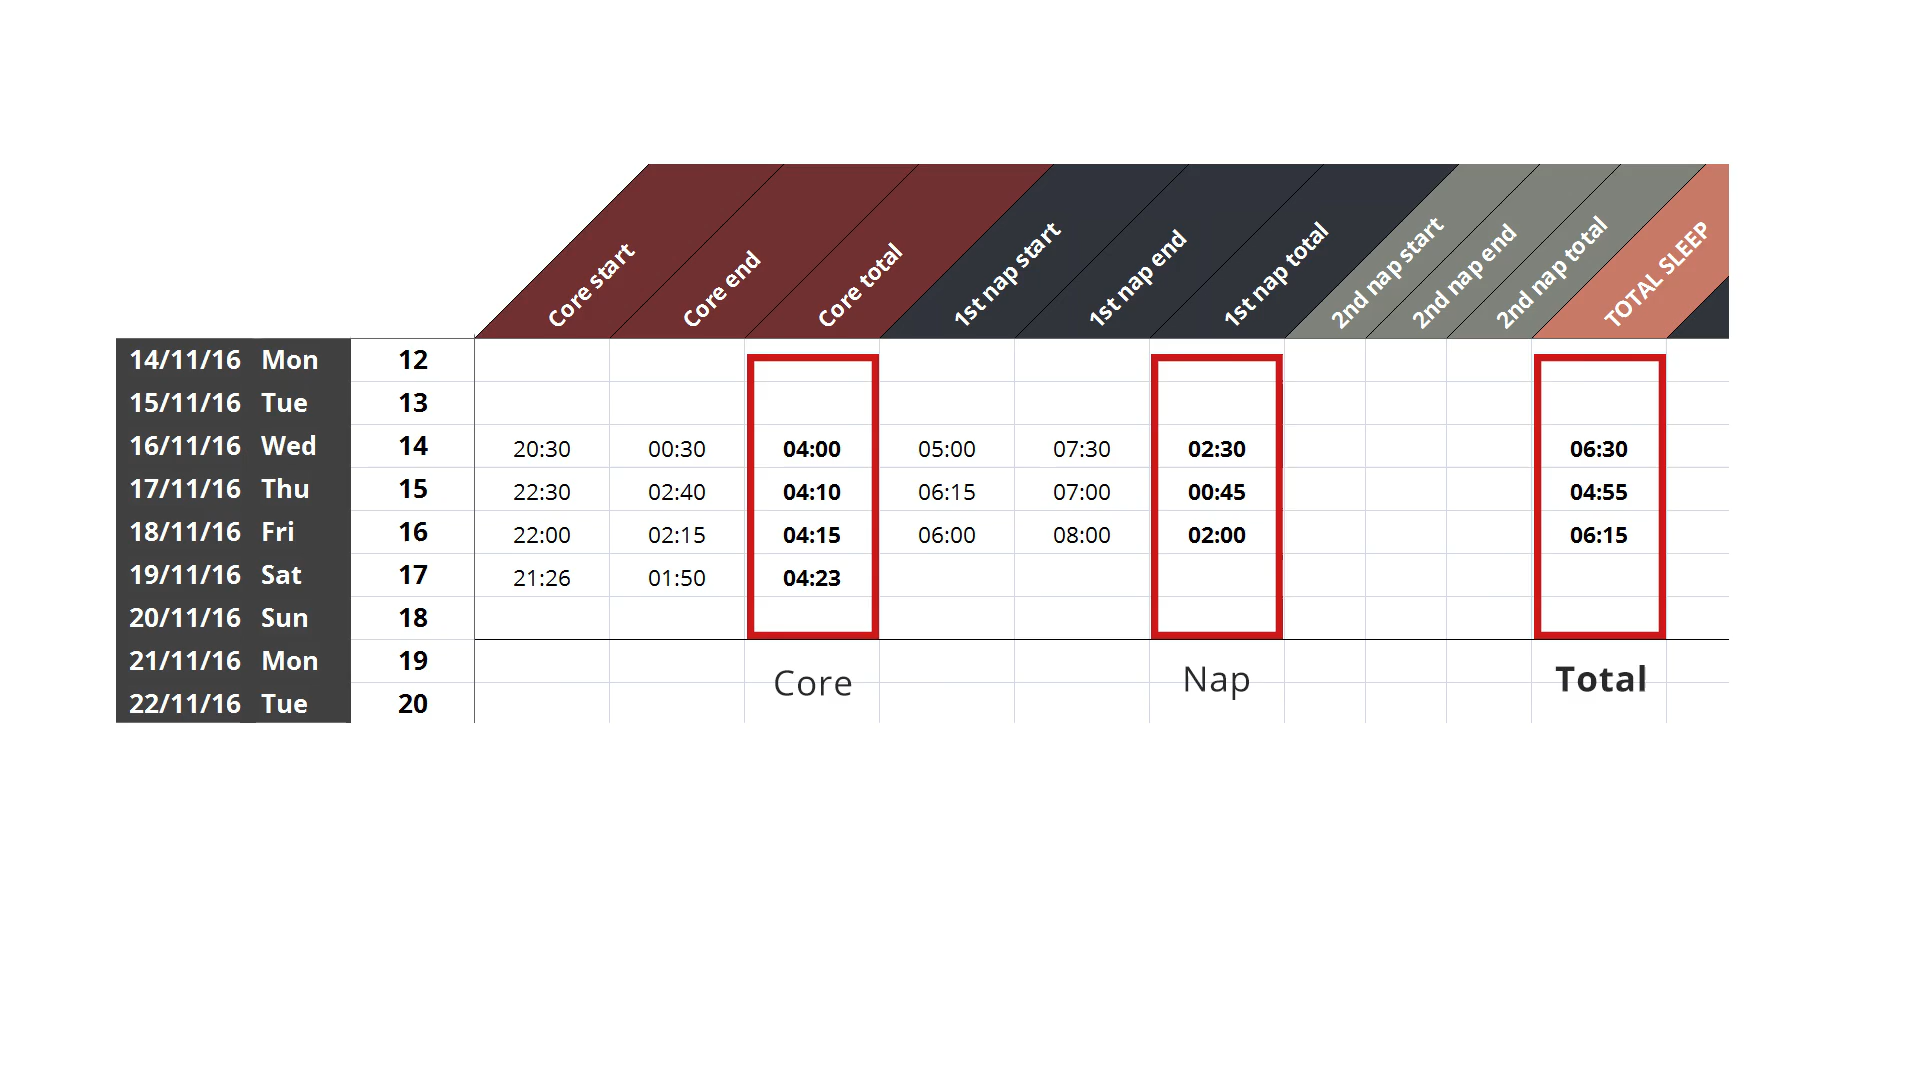 Core start Core end Core total 1st nap start 1st nap end 1st nap total 2nd nap start 2nd nap end 2nd nap total TOTAL SLEEP
14/11/16 Mon 12
15/11/16 Tue 13
16/11/16 Wed 14 20:30 00:30 04:00 05:00 07:30 02:30 06:30
17/11/16 Thu 15 22:30 02:40 04:10 06:15 07:00 00:45 04:55
18/11/16 Fri 16 22:00 02:15 04:15 06:00 08:00 02:00 06:15
19/11/16 Sat 17 21:26 01:50 04:23
20/11/16 Sun 18
21/11/16 Mon 19
Core Nap Total
22/11/16 Tue 20